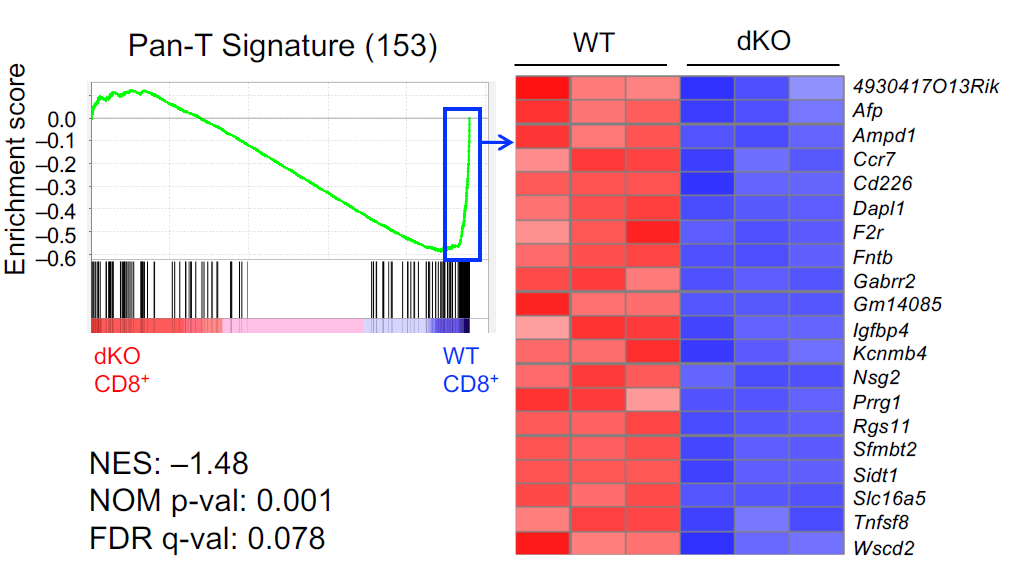 Pan-T Signature (153)
Enrichment score
0.0
–0.1
–0.2
–0.3
–0.4
–0.5
–0.6
dKO
CD8+
WT
CD8+
NES: –1.48
NOM p-val: 0.001
FDR q-val: 0.078
WT
dKO
4930417O13Rik
Afp
Ampd1
Ccr7
Cd226
Dapl1
F2r
Fntb
Gabrr2
Gm14085
Igfbp4
Kcnmb4
Nsg2
Prrg1
Rgs11
Sfmbt2
Sidt1
Slc16a5
Tnfsf8
Wscd2